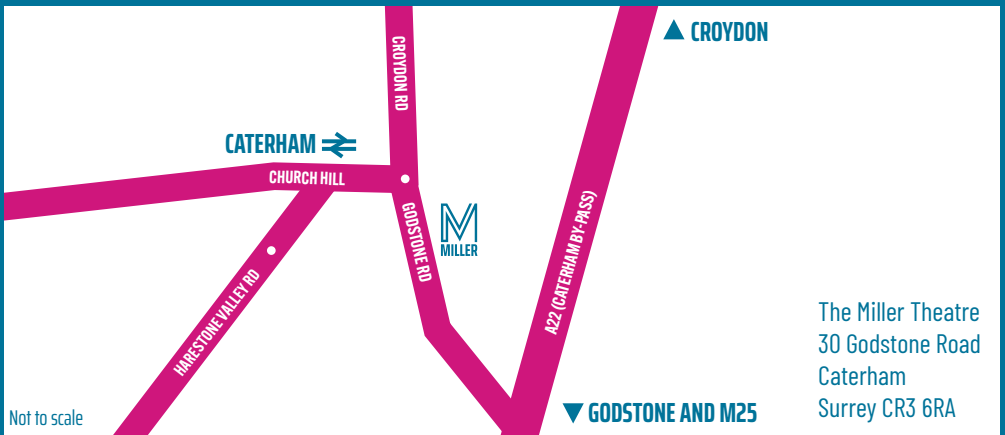 CROYDON
CROYDON RD
CATERHAM
CHURCH HILL
GODSTONE RD
M
MILLER
A22 (CATERHAM BY-PASS)
HARESTONE VALLEY RD
The Miller Theatre
30 Godstone Road
Caterham
Surrey CR3 6RA
GODSTONE AND M25
Not to scale